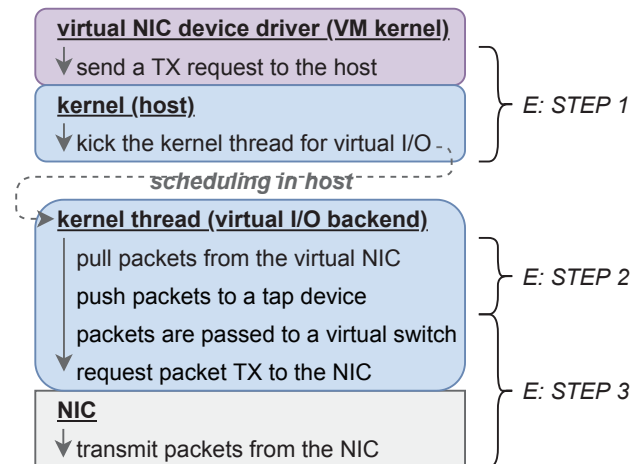 virtual NIC device driver (VM kernel)
send a TX request to the host
E: STEP 1
kernel (host)
kick the kernel thread for virtual I/O
scheduling in host
kernel thread (virtual I/O backend)
pull packets from the virtual NIC
E: STEP 2
push packets to a tap device
packets are passed to a virtual switch
request packet TX to the NIC
E: STEP 3
NIC
transmit packets from the NIC